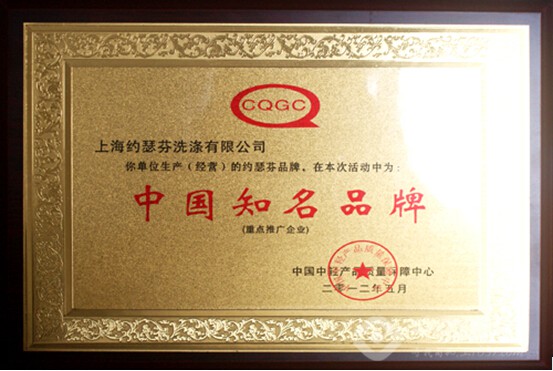 CQGC
上海约瑟芬洗涤有限公司
你单位生产（经营）的约瑟芬品牌、在本次活动中为：
中国知名品牌
(重点推广企业)
中国中轻产品质量保障中心
二零一二年五月